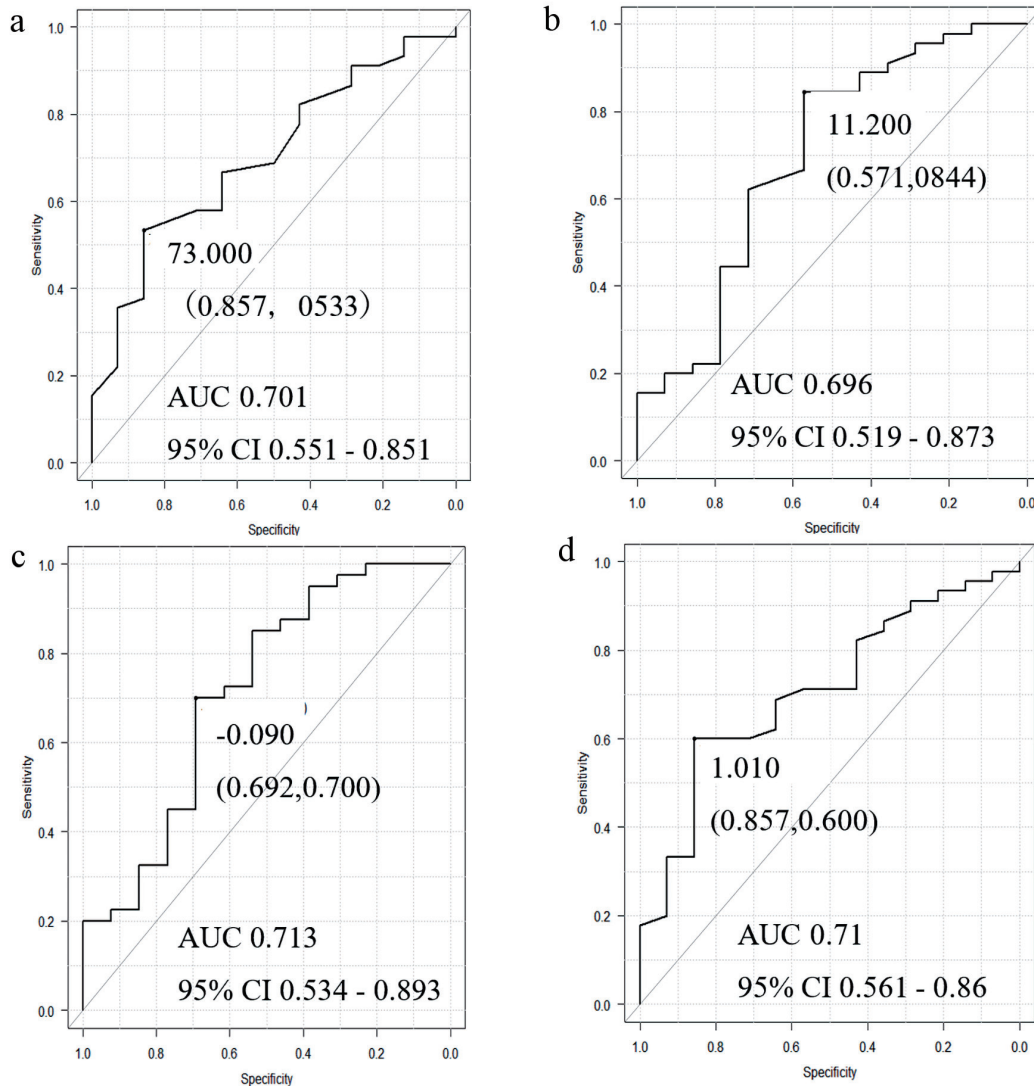 a
1.0
0.8
0.6
0.4
0.2
0.0
Sensitivity
73.000
(0.857, 0533)
AUC 0.701
95% CI 0.551 - 0.851
1.0 0.8 0.6 0.4 0.2 0.0
Specificity
b
1.0
0.8
0.6
0.4
0.2
0.0
Sensitivity
11.200
(0.571,0844)
AUC 0.696
95% CI 0.519 - 0.873
1.0 0.8 0.6 0.4 0.2 0.0
Specificity
c
1.0
0.8
0.6
0.4
0.2
0.0
Sensitivity
-0.090
(0.692,0.700)
AUC 0.713
95% CI 0.534 - 0.893
1.0 0.8 0.6 0.4 0.2 0.0
Specificity
d
1.0
0.8
0.6
0.4
0.2
0.0
Sensitivity
1.010
(0.857,0.600)
AUC 0.71
95% CI 0.561 - 0.86
1.0 0.8 0.6 0.4 0.2 0.0
Specificity